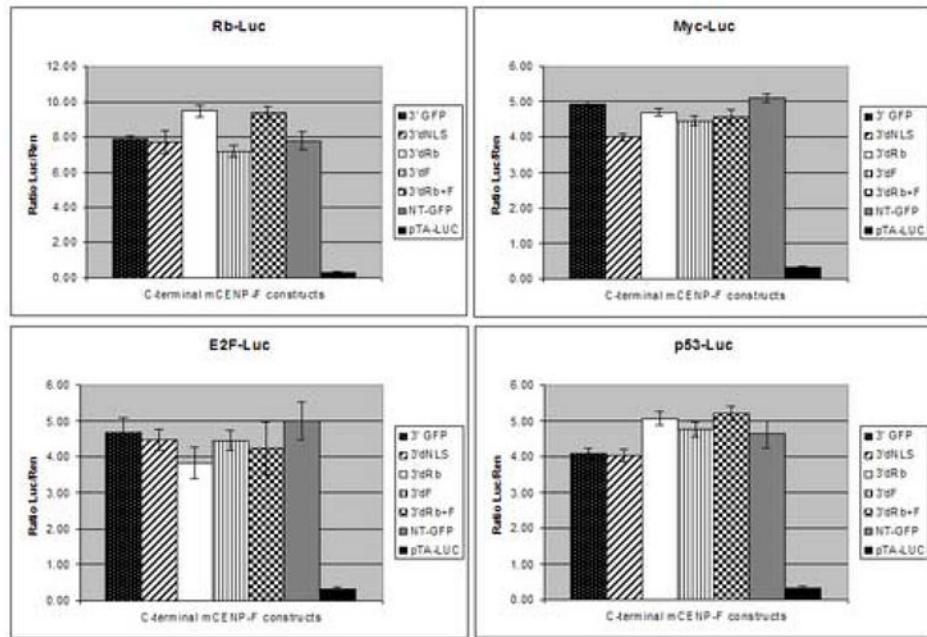 Rb-Luc
12.00
10.00
8.00
6.00
4.00
2.00
0.00
Ratio Luc/Ren
C-terminal mCENP-F constructs
3' GFP
3'dNLS
3'dRb
3'dF
3'dRb+F
NT-GFP
pTA-LUC
Myc-Luc
6.00
5.00
4.00
3.00
2.00
1.00
0.00
Ratio Luc/Ren
C-terminal mCENP-F constructs
3' GFP
3'dNLS
3'dRb
3'dF
3'dRb+F
NT-GFP
pTA-LUC
E2F-Luc
6.00
5.00
4.00
3.00
2.00
1.00
0.00
Ratio Luc/Ren
C-terminal mCENP-F constructs
3' GFP
3'dNLS
3'dRb
3'dF
3'dRb+F
NT-GFP
pTA-LUC
p53-Luc
6.00
5.00
4.00
3.00
2.00
1.00
0.00
Ratio Luc/Ren
C-terminal mCENP-F constructs
3' GFP
3'dNLS
3'dRb
3'dF
3'dRb+F
NT-GFP
pTA-LUC